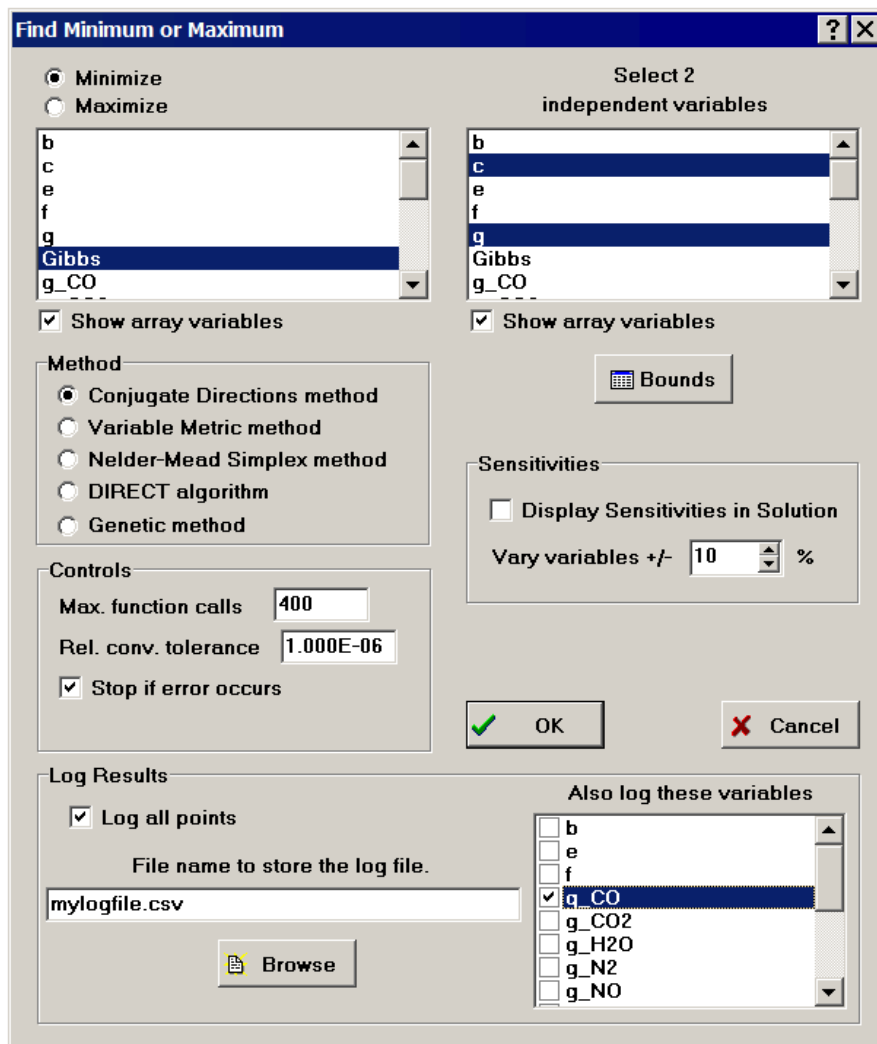 Find Minimum or Maximum
Minimize
Maximize
b
c
e
f
g
Gibbs
g_CO
Show array variables
Select 2
independent variables
b
c
e
f
g
Gibbs
g_CO
Show array variables
Bounds
Method
Conjugate Directions method
Variable Metric method
Nelder-Mead Simplex method
DIRECT algorithm
Genetic method
Sensitivities
Display Sensitivities in Solution
Vary variables +/- 10 %
Controls
Max. function calls 400
Rel. conv. tolerance 1.000E-06
Stop if error occurs
OK
Cancel
Log Results
Log all points
File name to store the log file.
mylogfile.csv
Browse
Also log these variables
b
e
f
g_CO
g_CO2
g_H2O
g_N2
g_NO